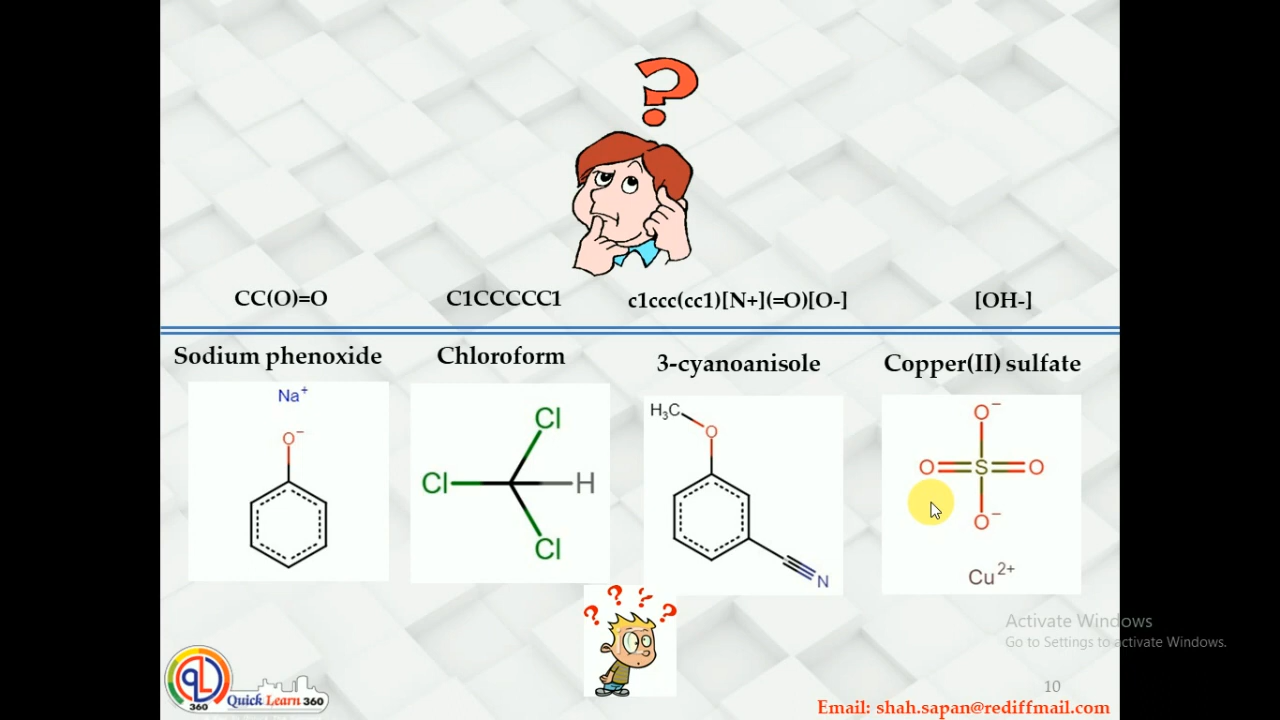 ?
CC(O)=O
C1CCCCC1
c1ccc(cc1)[N+](=O)[O-]
[OH-]
Sodium phenoxide
Chloroform
3-cyanoanisole
Copper(II) sulfate
Na+
O−
Cl
Cl
H
Cl
H3C
O
N
O−
O S O
O−
Cu2+
? ? ? ?
Activate Windows
Go to Settings to activate Windows.
QL
360
Quick Learn 360
10
Email: shah.sapan@rediffmail.com